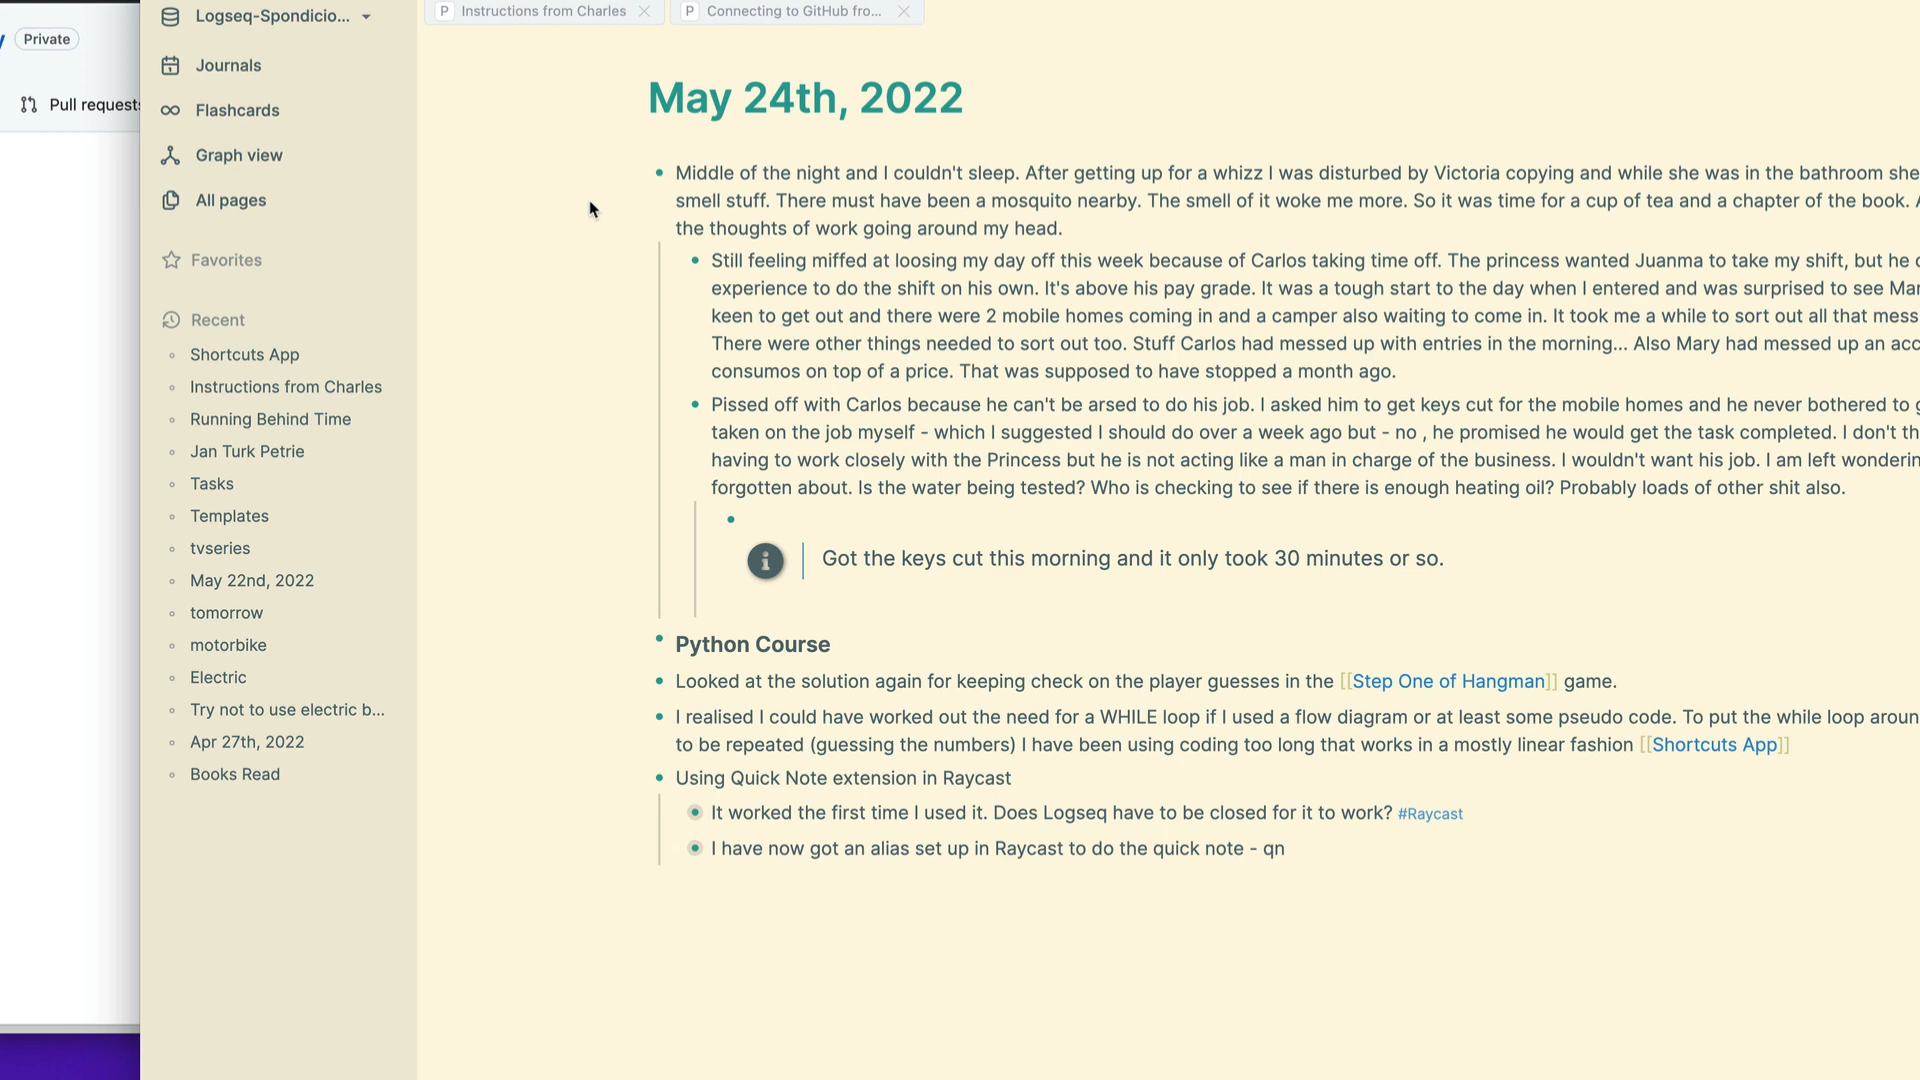 Private
Pull requests
Logseq-Spondicio...
Journals
Flashcards
Graph view
All pages
Favorites
Recent
Shortcuts App
Instructions from Charles
Running Behind Time
Jan Turk Petrie
Tasks
Templates
tvseries
May 22nd, 2022
tomorrow
motorbike
Electric
Try not to use electric b...
Apr 27th, 2022
Books Read
P Instructions from Charles
P Connecting to GitHub fro...
May 24th, 2022
Middle of the night and I couldn't sleep. After getting up for a whizz I was disturbed by Victoria copying and while she was in the bathroom she
smell stuff. There must have been a mosquito nearby. The smell of it woke me more. So it was time for a cup of tea and a chapter of the book.
the thoughts of work going around my head.
Still feeling miffed at loosing my day off this week because of Carlos taking time off. The princess wanted Juanma to take my shift, but he
experience to do the shift on his own. It's above his pay grade. It was a tough start to the day when I entered and was surprised to see
keen to get out and there were 2 mobile homes coming in and a camper also waiting to come in. It took me a while to sort out all that mess
There were other things needed to sort out too. Stuff Carlos had messed up with entries in the morning... Also Mary had messed up an
consumos on top of a price. That was supposed to have stopped a month ago.
Pissed off with Carlos because he can't be arsed to do his job. I asked him to get keys cut for the mobile homes and he never bothered to
taken on the job myself - which I suggested I should do over a week ago but - no , he promised he would get the task completed. I don't
having to work closely with the Princess but he is not acting like a man in charge of the business. I wouldn't want his job. I am left
forgotten about. Is the water being tested? Who is checking to see if there is enough heating oil? Probably loads of other shit also.
Got the keys cut this morning and it only took 30 minutes or so.
Python Course
Looked at the solution again for keeping check on the player guesses in the [[Step One of Hangman]] game.
I realised I could have worked out the need for a WHILE loop if I used a flow diagram or at least some pseudo code. To put the while loop
to be repeated (guessing the numbers) I have been using coding too long that works in a mostly linear fashion [[Shortcuts App]]
Using Quick Note extension in Raycast
It worked the first time I used it. Does Logseq have to be closed for it to work? #Raycast
I have now got an alias set up in Raycast to do the quick note - qn